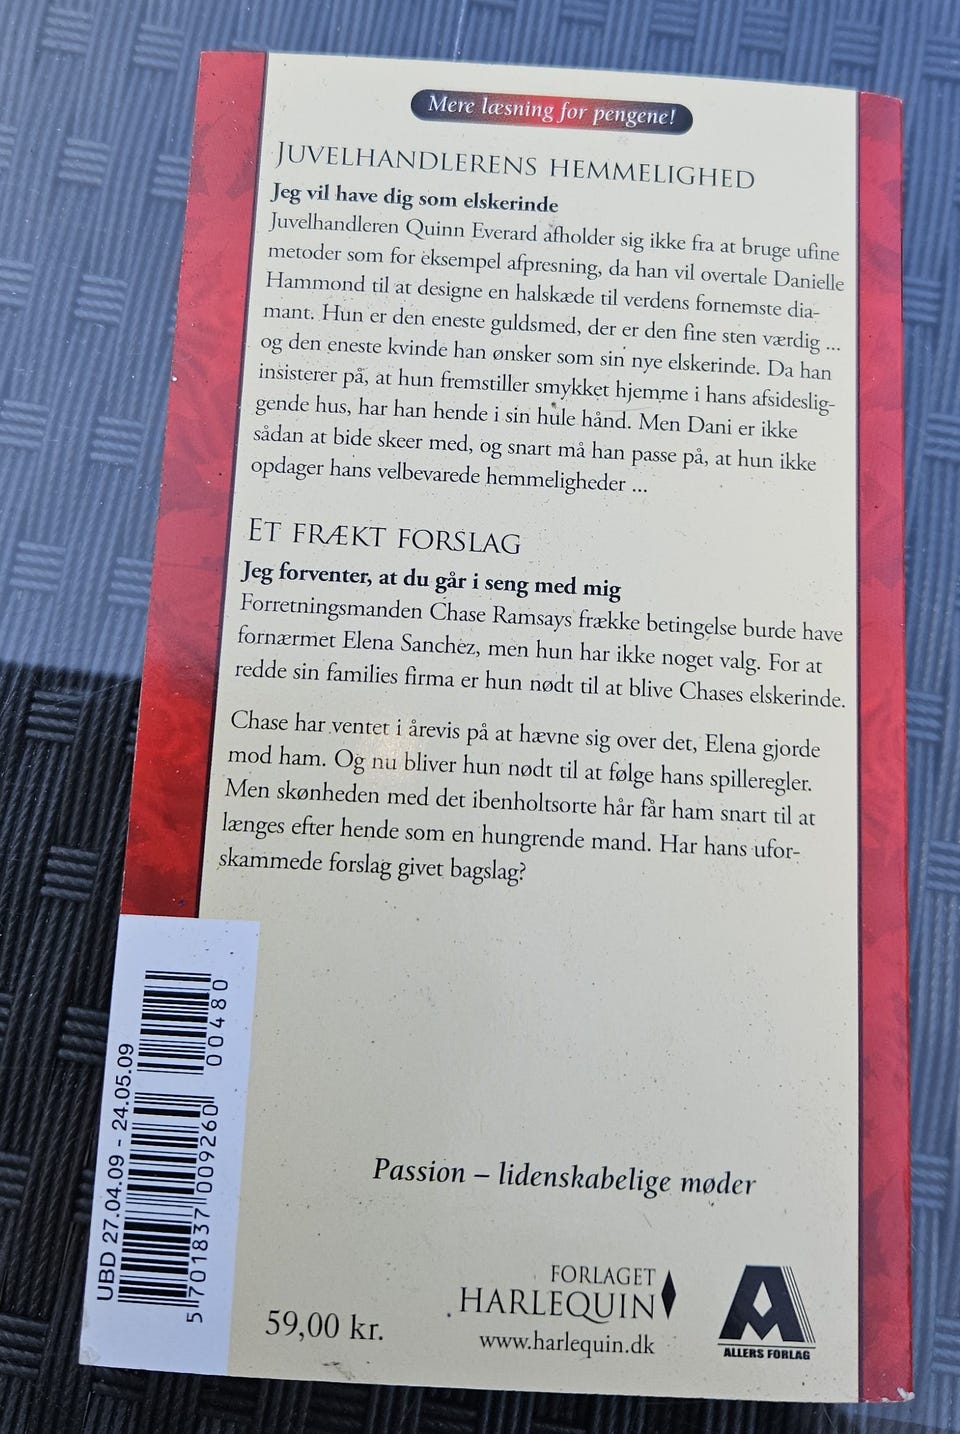 Mere læsning for pengene!
JUVELHANDLERENS HEMMELIGHED
Jeg vil have dig som elskerinde
Juvelhandleren Quinn Everard afholder sig ikke fra at bruge ufine
metoder som for eksempel afpresning, da han vil overtale Danielle
Hammond til at designe en halskæde til verdens fornemste dia-
mant. Hun er den eneste guldsmed, der er den fine sten værdig ...
og den eneste kvinde han ønsker som sin nye elskerinde. Da han
insisterer på, at hun fremstiller smykket hjemme i hans afsideslig-
gende hus, har han hende i sin hule hånd. Men Dani er ikke
sådan at bide skeer med, og snart må han passe på, at hun ikke
opdager hans velbevarede hemmeligheder ...
ET FRÆKT FORSLAG
Jeg forventer, at du går i seng med mig
Forretningsmanden Chase Ramsays frække betingelse burde have
fornærmet Elena Sanchez, men hun har ikke noget valg. For at
redde sin families firma er hun nødt til at blive Chases elskerinde.
Chase har ventet i årevis på at hævne sig over det, Elena gjorde
mod ham. Og nu bliver hun nødt til at følge hans spilleregler.
Men skønheden med det ibenholtsorte hår får ham snart til at
længes efter hende som en hungrende mand. Har hans ufor-
skammede forslag givet bagslag?
UBD 27.04.09 - 24.05.09
00480
5 701837 009260
Passion – lidenskabelige møder
59,00 kr.
FORLAGET
HARLEQUIN
www.harlequin.dk
ALLERS FORLAG